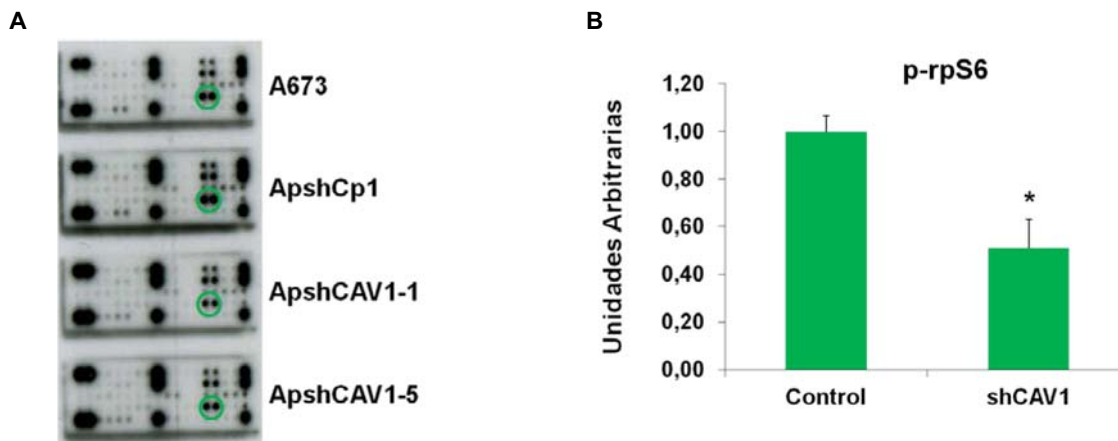 A
A673
ApshCp1
ApshCAV1-1
ApshCAV1-5
B
p-rpS6
Unidades Arbitrarias
1,20
1,00
0,80
0,60
0,40
0,20
0,00
*
Control
shCAV1